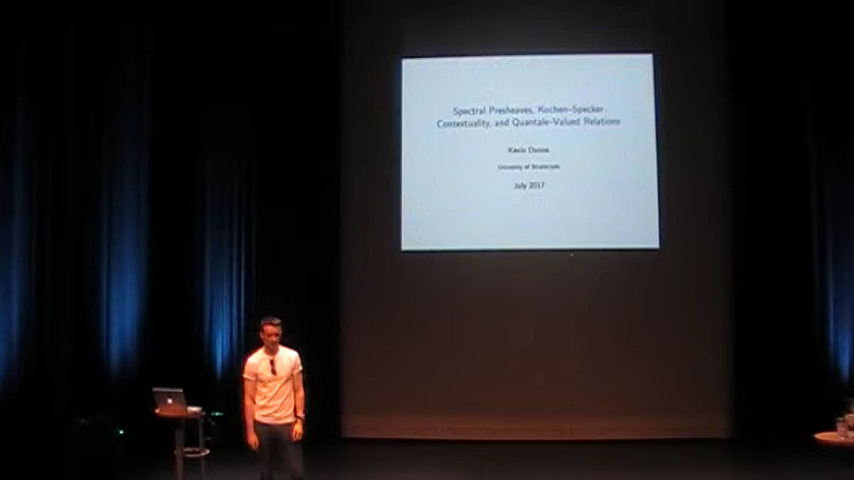 Spectral Presheaves, Kochen–Specker
Contextuality, and Quantale-Valued Relations
Kevin Dunne
University of Strathclyde
July 2017